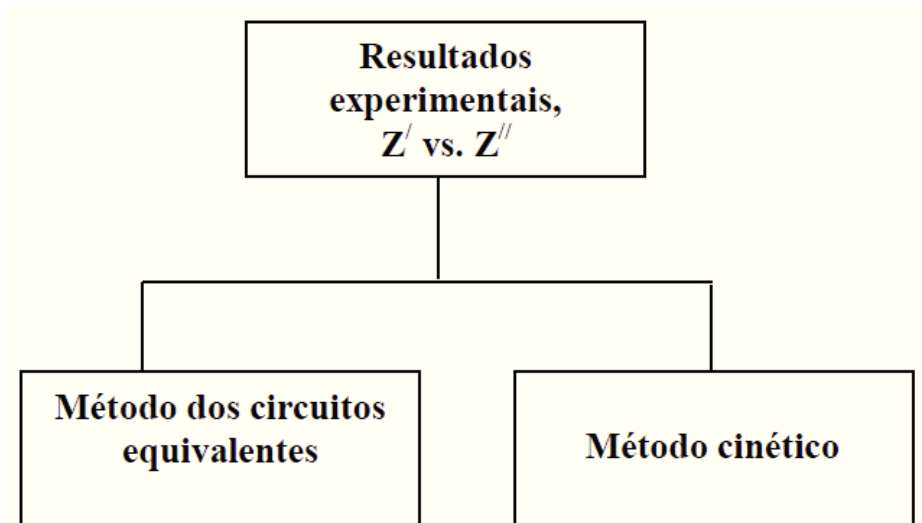 Resultados
experimentais,
Z/ vs. Z//
Método dos circuitos
equivalentes
Método cinético